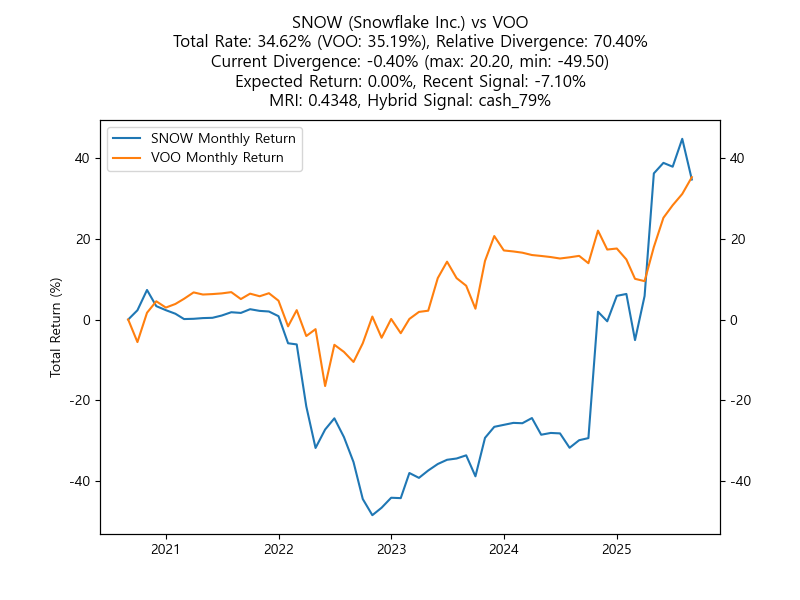 SNOW (Snowflake Inc.) vs VOO
Total Rate: 34.62% (VOO: 35.19%), Relative Divergence: 70.40%
Current Divergence: -0.40% (max: 20.20, min: -49.50)
Expected Return: 0.00%, Recent Signal: -7.10%
MRI: 0.4348, Hybrid Signal: cash_79%
SNOW Monthly Return
VOO Monthly Return
Total Return (%)
40
20
0
-20
-40
40
20
0
-20
-40
2021
2022
2023
2024
2025